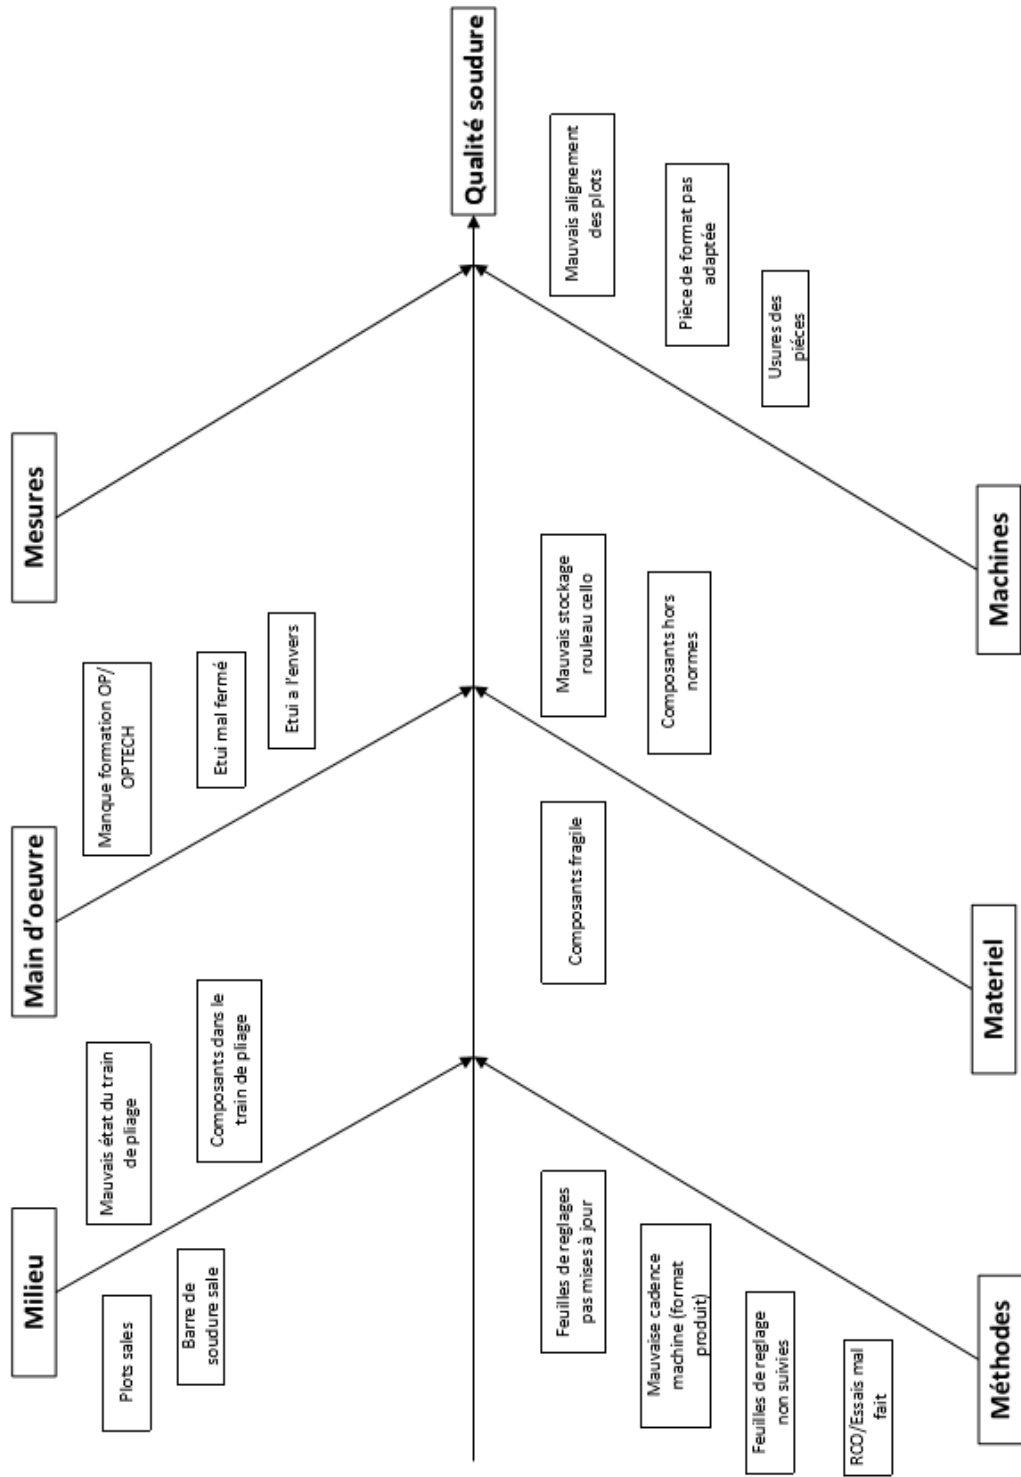 Milieu
Plots sales
Barre de
soudure sale
Mauvais état du train
de pliage
Composants dans le
train de pliage
Main d'oeuvre
Manque formation OP/
OPTECH
Etui mal fermé
Etui a l'envers
Mesures
Qualité soudure
Méthodes
Feuilles de reglages
pas mises à jour
Mauvaise cadence
machine (format
produit)
Feuilles de reglage
non suivies
RCO/Essais mal
fait
Materiel
Composants fragile
Mauvais stockage
rouleau cello
Composants hors
normes
Machines
Mauvais alignement
des plots
Pièce de format pas
adaptée
Usures des
piéces